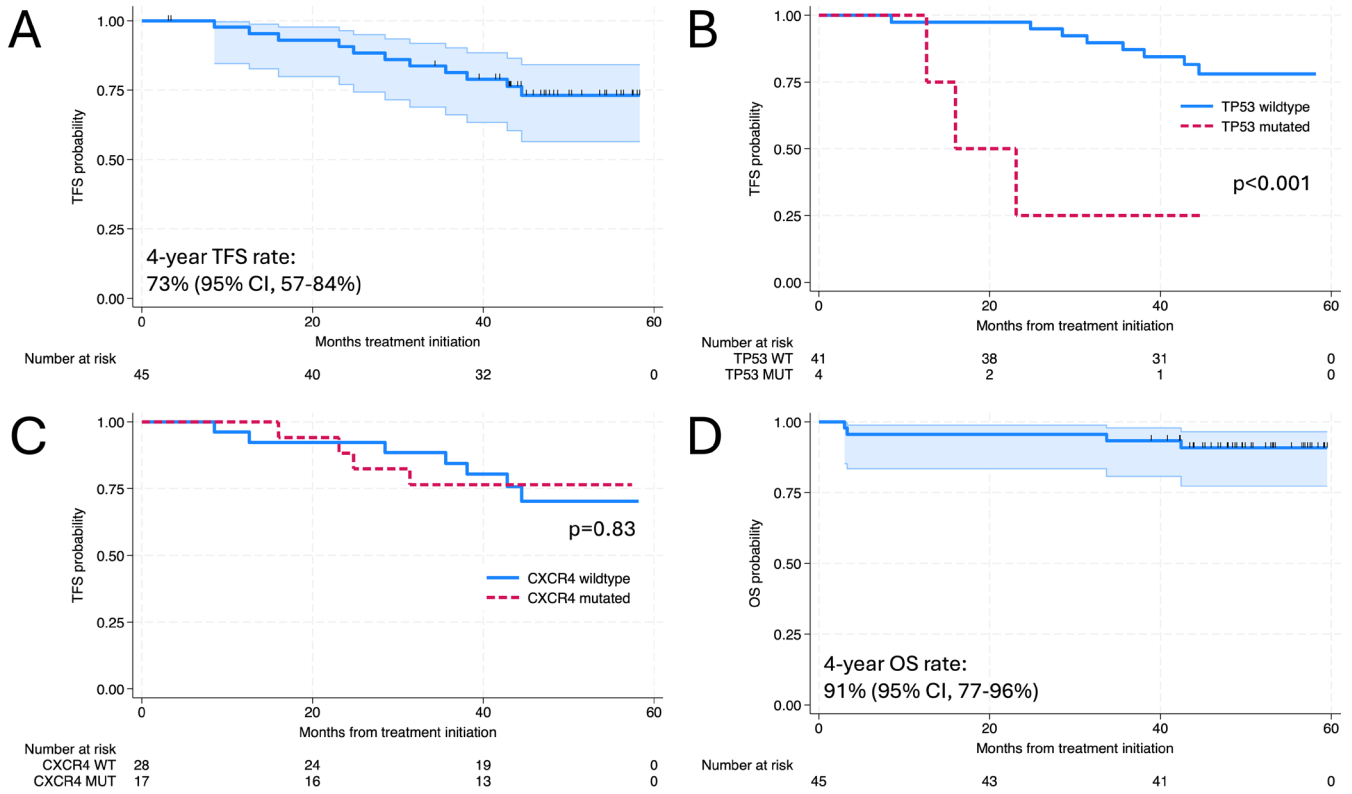 A
1.00
0.75
0.50
0.25
0.00
TFS probability
4-year TFS rate:
73% (95% CI, 57-84%)
0 20 40 60
Months treatment initiation
Number at risk
45 40 32 0
B
1.00
0.75
0.50
0.25
0.00
TFS probability
TP53 wildtype
TP53 mutated
p<0.001
0 20 40 60
Months from treatment initiation
Number at risk
TP53 WT 41 38 31 0
TP53 MUT 4 2 1 0
C
1.00
0.75
0.50
0.25
0.00
TFS probability
p=0.83
CXCR4 wildtype
CXCR4 mutated
0 20 40 60
Months from treatment initiation
Number at risk
CXCR4 WT 28 24 19 0
CXCR4 MUT 17 16 13 0
D
1.00
0.75
0.50
0.25
0.00
OS probability
4-year OS rate:
91% (95% CI, 77-96%)
0 20 40 60
Months from treatment initiation
Number at risk
45 43 41 0